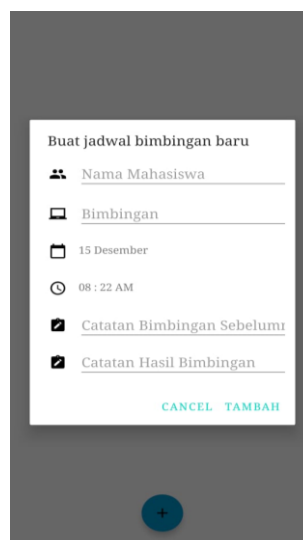 Buat jadwal bimbingan baru
Nama Mahasiswa
Bimbingan
15 Desember
08 : 22 AM
Catatan Bimbingan Sebelum
Catatan Hasil Bimbingan
CANCEL TAMBAH
+